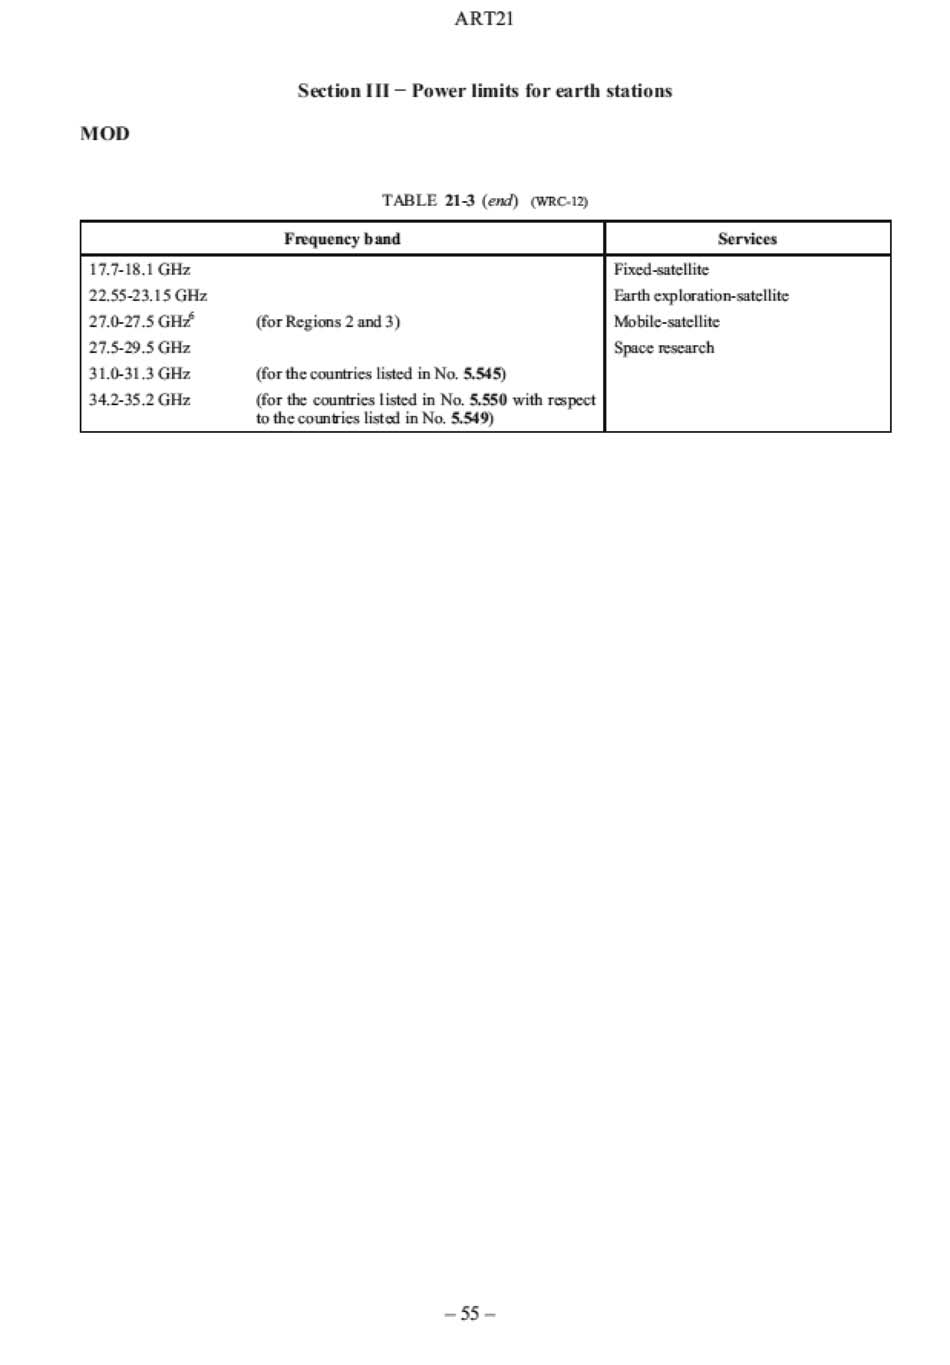 ART21
Section III − Power limits for earth stations
MOD
TABLE 21-3 (end) (WRC-12)
Frequency band Services
17.7-18.1 GHz Fixed-satellite
22.55-23.15 GHz Earth exploration-satellite
27.0-27.5 GHz⁶ (for Regions 2 and 3) Mobile-satellite
27.5-29.5 GHz Space research
31.0-31.3 GHz (for the countries listed in No. 5.545)
34.2-35.2 GHz (for the countries listed in No. 5.550 with respect
to the countries listed in No. 5.549)
– 55 –